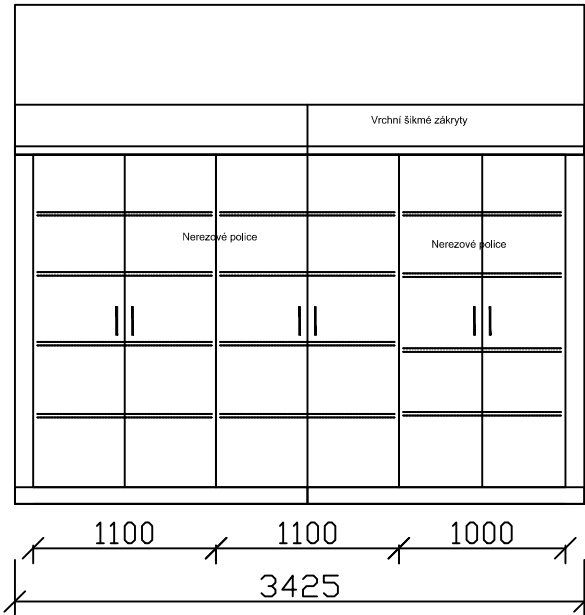 Vrchní šikmé zákryty
Nerezové police
Nerezové police
1100
1100
1000
3425